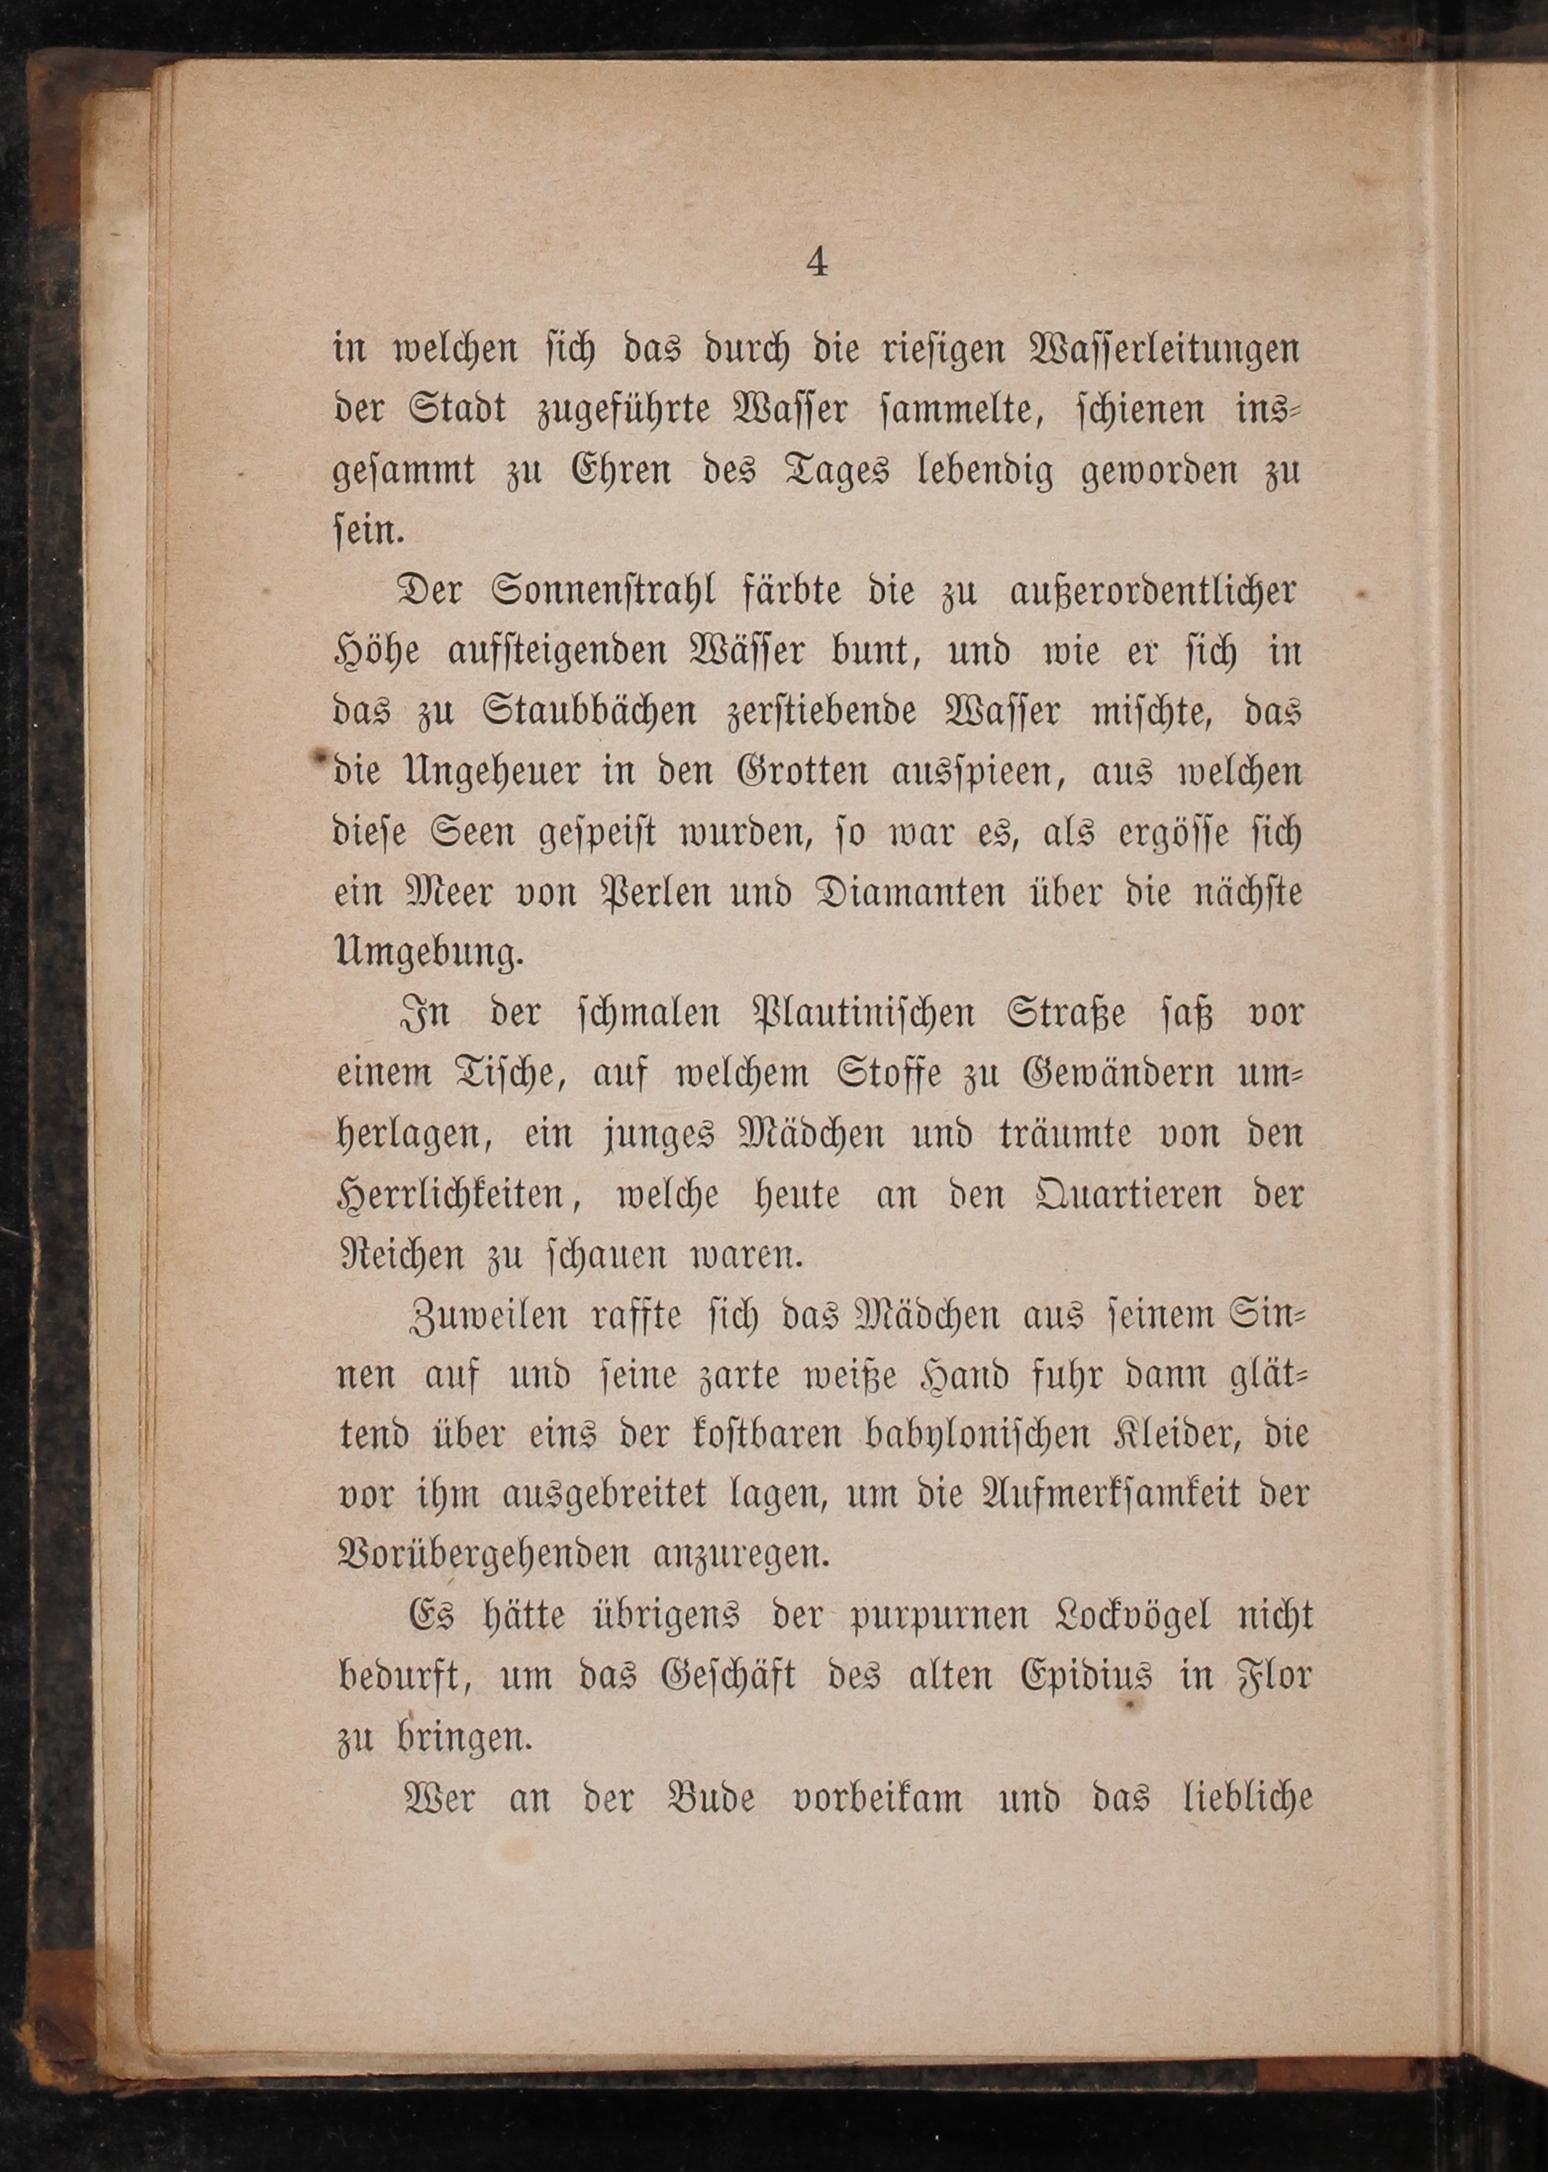 4
in welchen ſich das durch die rieſigen Waſſerleitungen
der Stadt zugeführte Waſſer ſammelte, ſchienen ins⸗
geſammt zu Ehren des Tages lebendig geworden zu
ſein.
Der Sonnenſtrahl färbte die zu außerordentlicher
Höhe aufſteigenden Wäſſer bunt, und wie er ſich in
das zu Staubbächen zerſtiebende Waſſer miſchte, das
die Ungeheuer in den Grotten ausſpieen, aus welchen
dieſe Seen geſpeiſt wurden, ſo war es, als ergöſſe ſich
ein Meer von Perlen und Diamanten über die nächſte
Umgebung.
In der ſchmalen Plautiniſchen Straße ſaß vor
einem Tiſche, auf welchem Stoffe zu Gewändern um⸗
herlagen, ein junges Mädchen und träumte von den
Herrlichkeiten, welche heute an den Quartieren der
Reichen zu ſchauen waren.
Zuweilen raffte ſich das Mädchen aus ſeinem Sin⸗
nen auf und ſeine zarte weiße Hand fuhr dann glät⸗
tend über eins der koſtbaren babyloniſchen Kleider, die
vor ihm ausgebreitet lagen, um die Aufmerkſamkeit der
Vorübergehenden anzuregen.
Es hätte übrigens der purpurnen Lockvögel nicht
bedurft, um das Geſchäft des alten Epidius in Flor
zu bringen.
Wer an der Bude vorbeikam und das liebliche